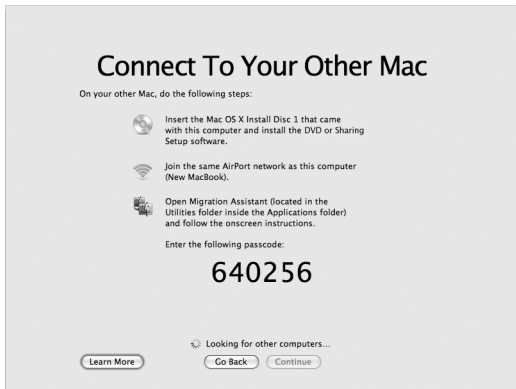 Connect To Your Other Mac
On your other Mac, do the following steps:
Insert the Mac OS X Install Disc 1 that came
with this computer and install the DVD or Sharing
Setup software.
Join the same AirPort network as this computer
(New MacBook).
Open Migration Assistant (located in the
Utilities folder inside the Applications folder)
and follow the onscreen instructions.
Enter the following passcode:
640256
Looking for other computers...
Learn More
Go Back
Continue